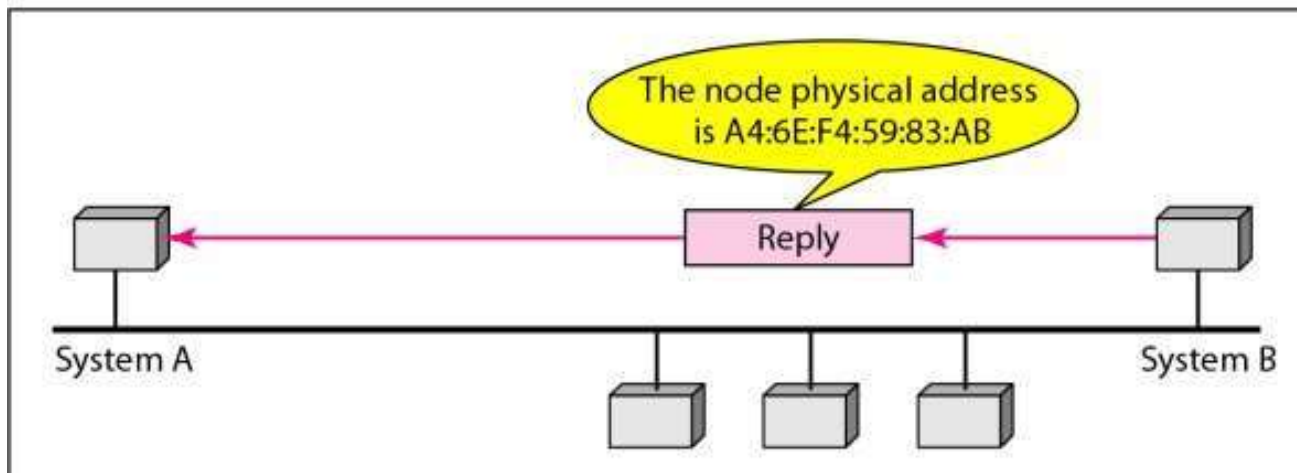 The node physical address
is A4:6E:F4:59:83:AB
Reply
System A
System B